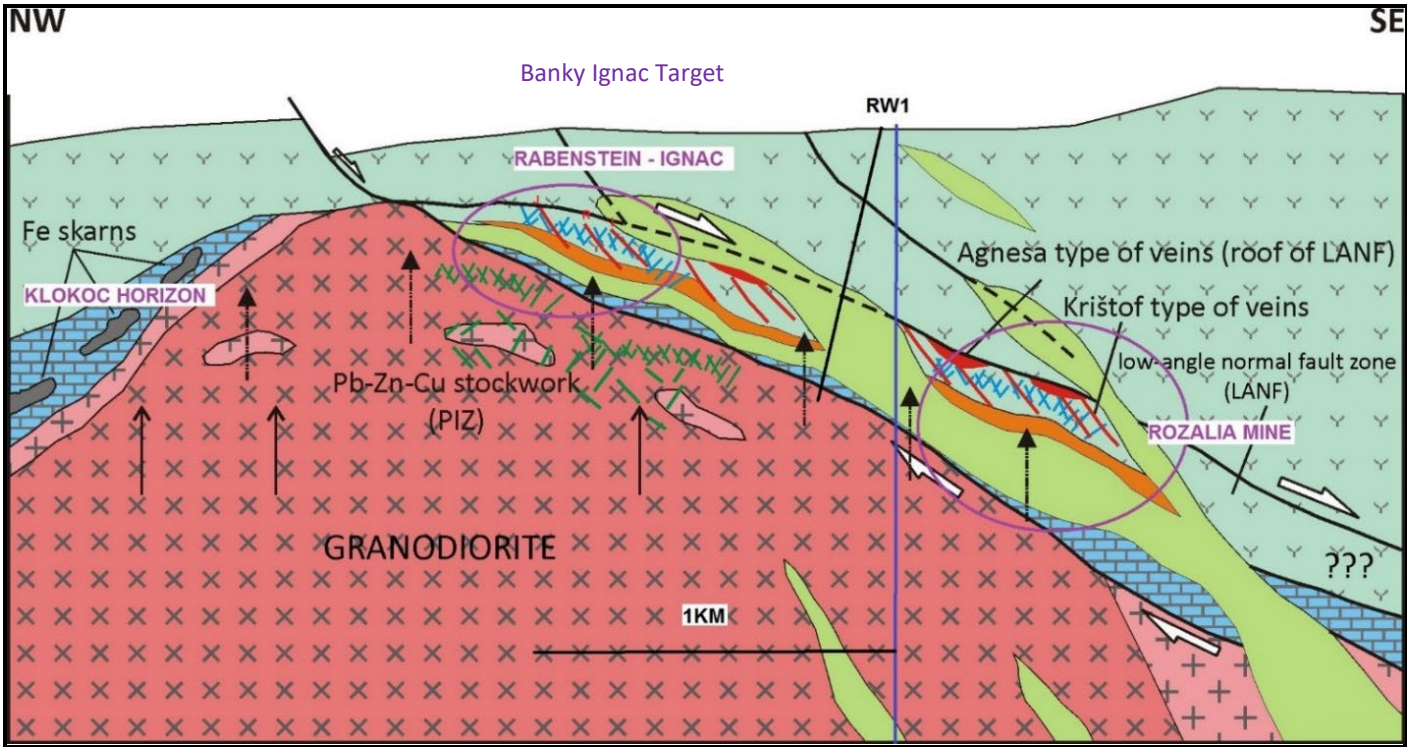 NW
SE
Banky Ignac Target
RW1
RABENSTEIN - IGNAC
Fe skarns
KLOKOC HORIZON
Agnesa type of veins (roof of LANF)
Krištof type of veins
low-angle normal fault zone
(LANF)
ROZALIA MINE
Pb-Zn-Cu stockwork
(PIZ)
GRANODIORITE
???
1KM